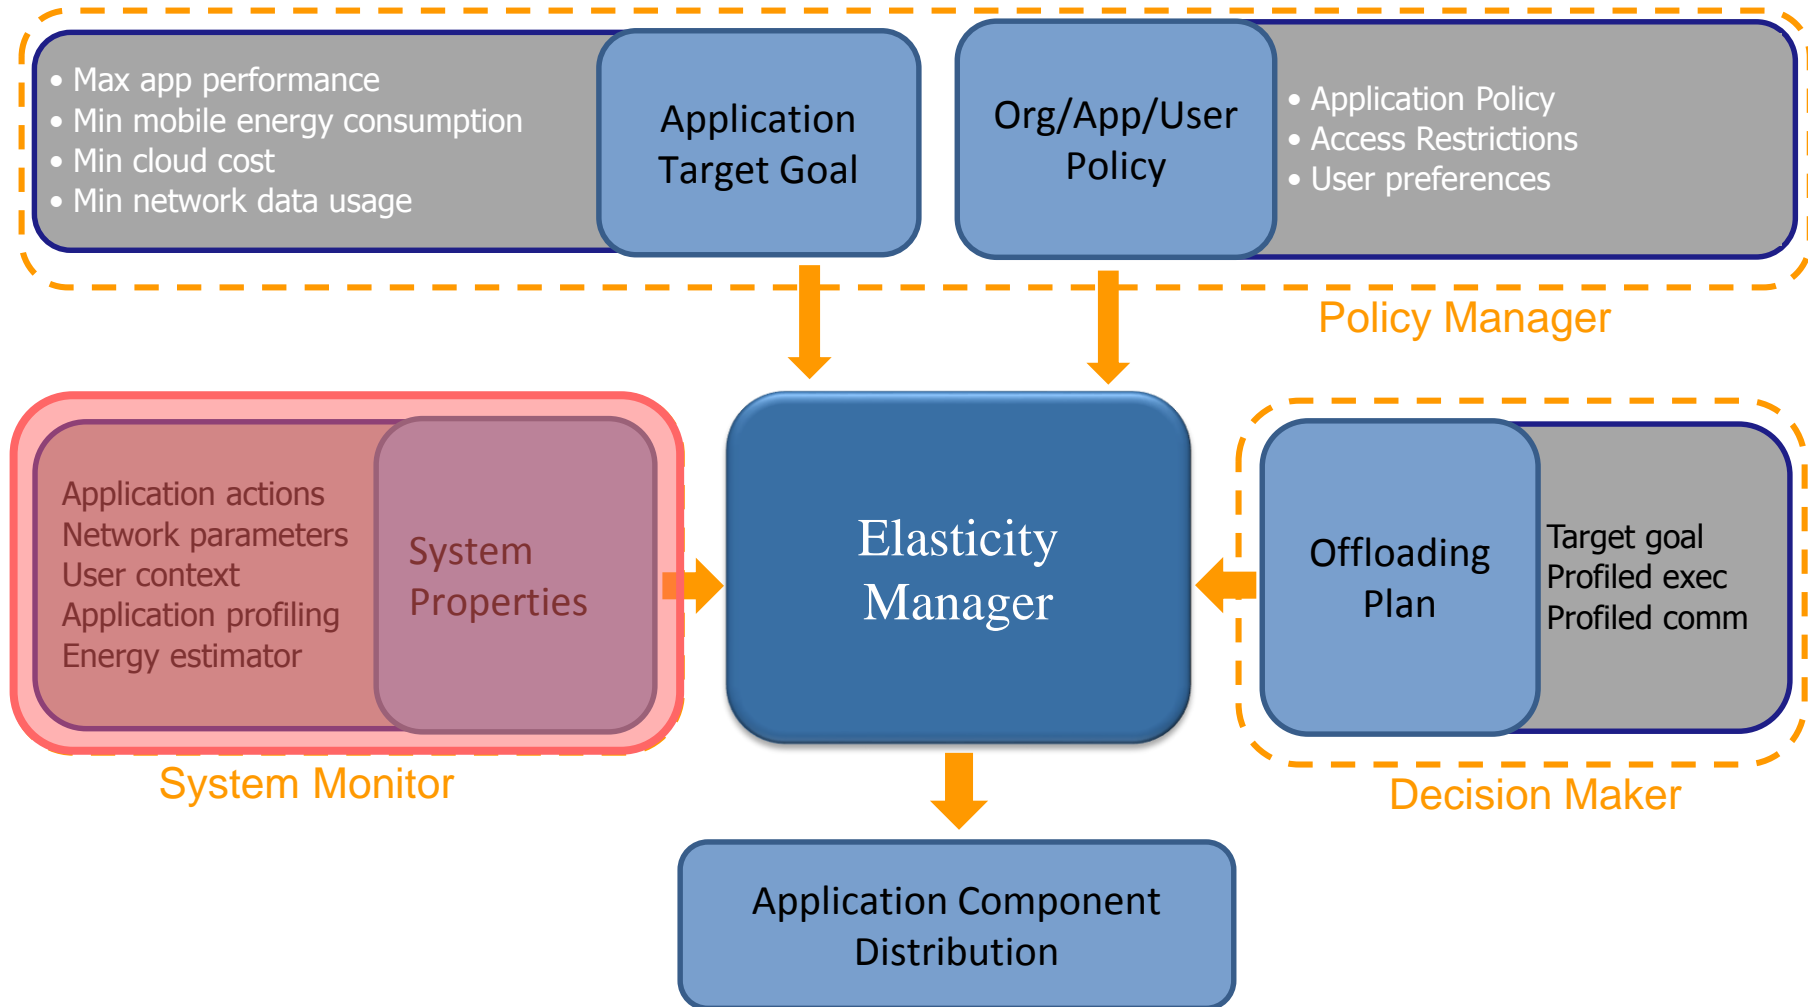 • Max app performance
• Min mobile energy consumption
• Min cloud cost
• Min network data usage
Application
Target Goal
Org/App/User
Policy
• Application Policy
• Access Restrictions
• User preferences
Policy Manager
Application actions
Network parameters
User context
Application profiling
Energy estimator
System
Properties
System Monitor
Elasticity
Manager
Offloading
Plan
Target goal
Profiled exec
Profiled comm
Decision Maker
Application Component
Distribution